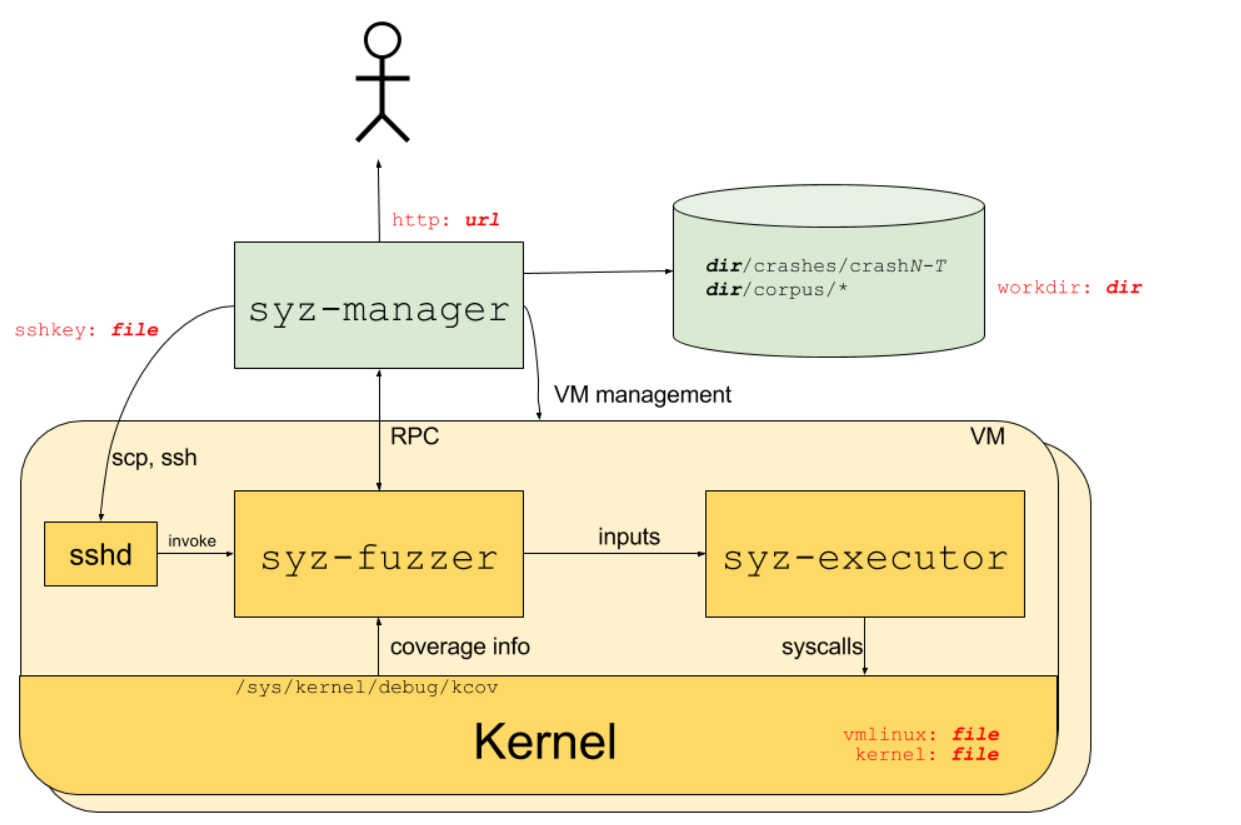 http: url
dir/crashes/crashN-T
dir/corpus/*
workdir: dir
syz-manager
sshkey: file
VM management
RPC
VM
scp, ssh
sshd
invoke
syz-fuzzer
inputs
syz-executor
coverage info
syscalls
/sys/kernel/debug/kcov
Kernel
vmlinux: file
kernel: file